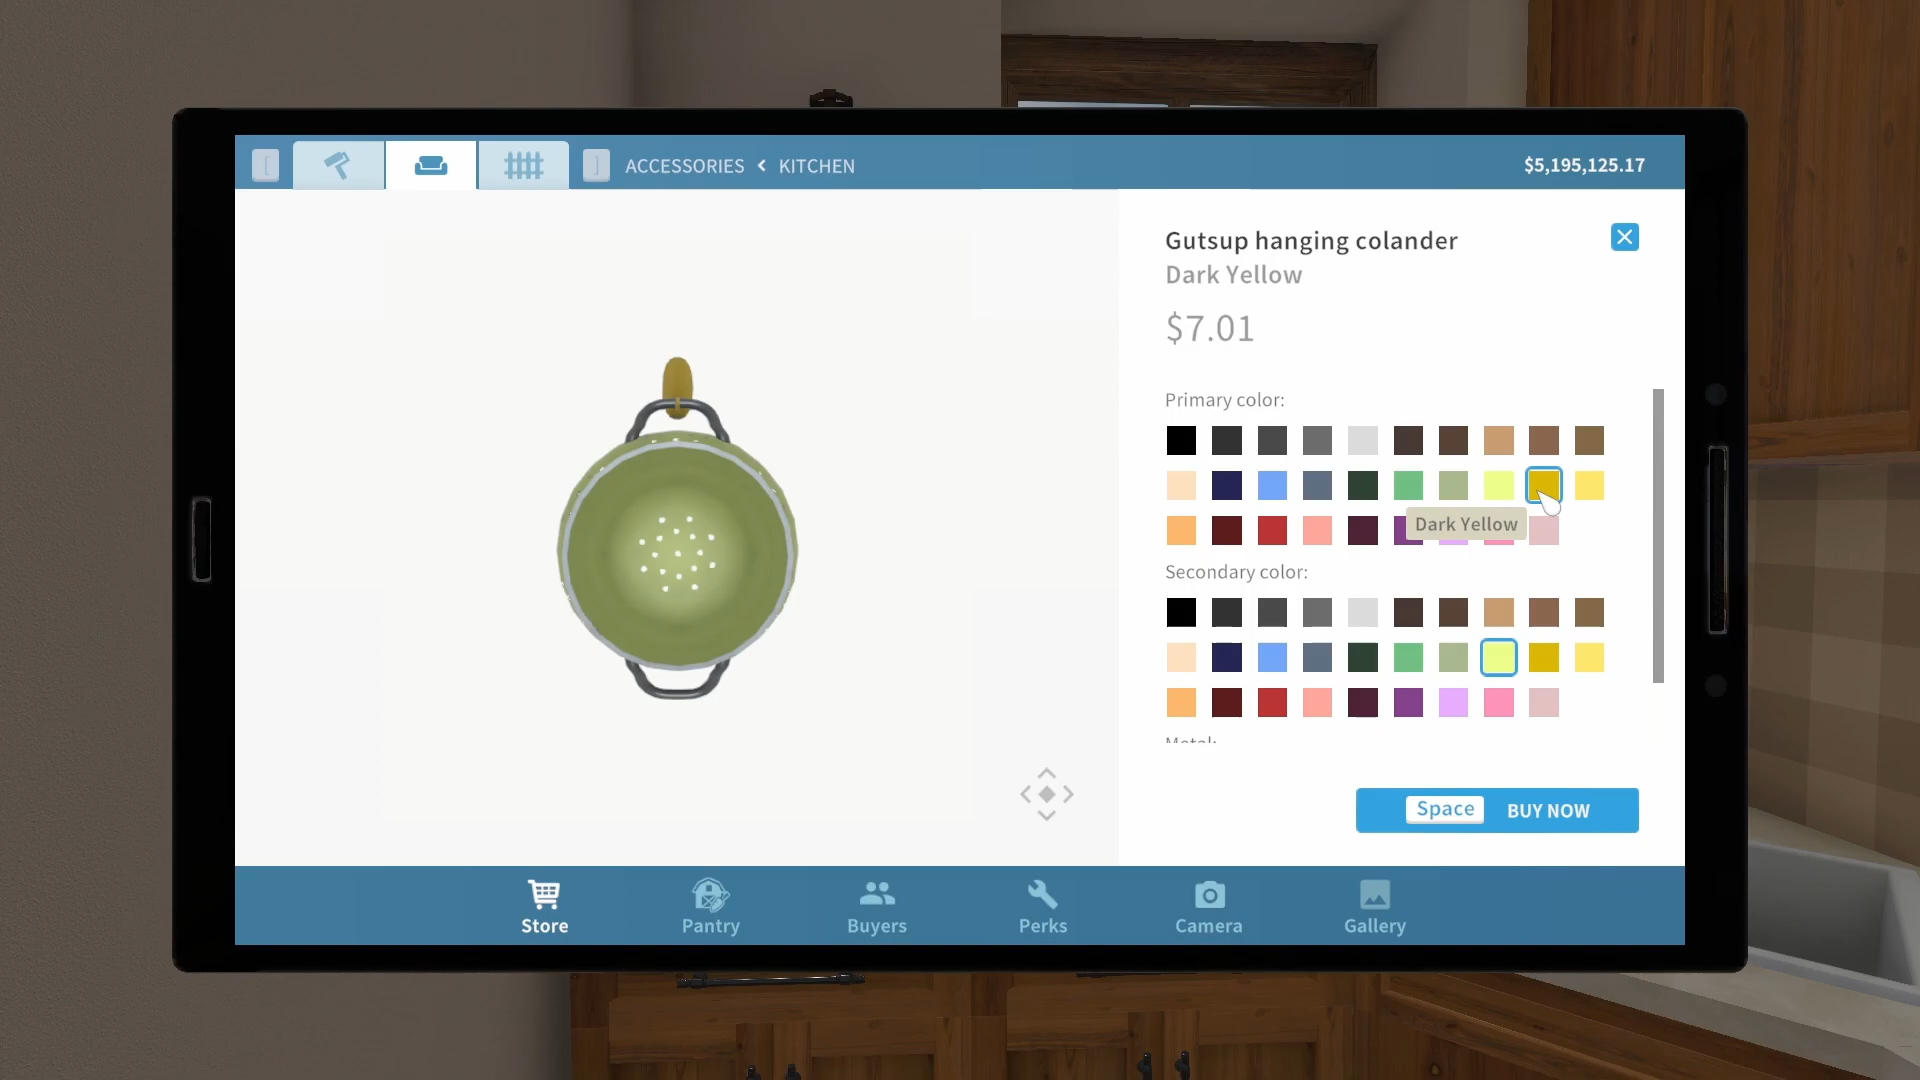 [
]
ACCESSORIES < KITCHEN
$5,195,125.17
Gutsup hanging colander
Dark Yellow
$7.01
Primary color:
Dark Yellow
Secondary color:
Metal:
Space BUY NOW
Store
Pantry
Buyers
Perks
Camera
Gallery